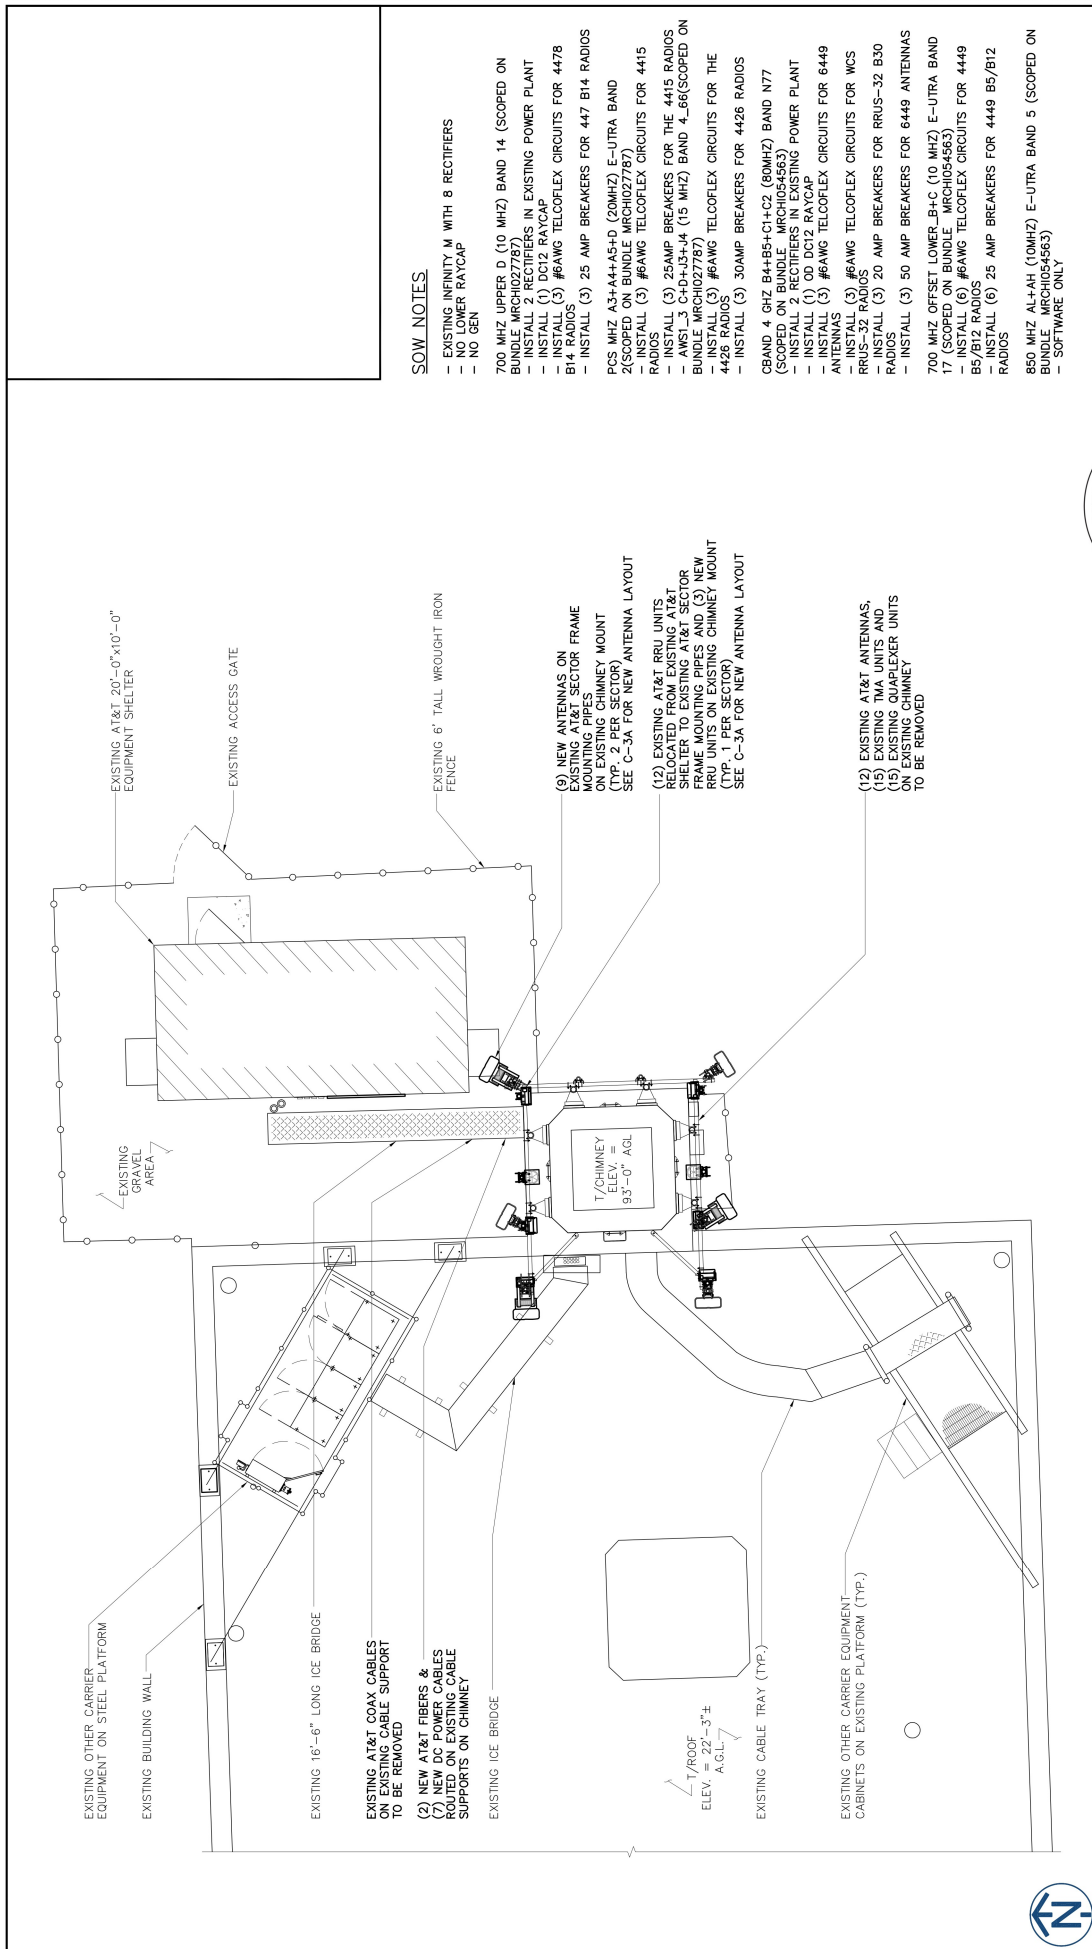 SOW NOTES
- EXISTING INFINITY M WITH 8 RECTIFIERS
- NO LOWER RAYCAP
- NO GEN
700 MHZ UPPER D (10 MHZ) BAND 14 (SCOPED ON
BUNDLE MRCHI027787)
- INSTALL 2 RECTIFIERS IN EXISTING POWER PLANT
- INSTALL (1) DC12 RAYCAP
- INSTALL (3) #6AWG TELCOFLEX CIRCUITS FOR 4478
B14 RADIOS
- INSTALL (3) 25 AMP BREAKERS FOR 447 B14 RADIOS
PCS MHZ A3+A4+A5+D (20MHZ) E-UTRA BAND
2(SCOPED ON BUNDLE MRCHI027787)
- INSTALL (3) #6AWG TELCOFLEX CIRCUITS FOR 4415
RADIOS
- INSTALL (3) 25AMP BREAKERS FOR THE 4415 RADIOS
- AWS1_3 C+D+J3+J4 (15 MHZ) BAND 4_66(SCOPED ON
BUNDLE MRCHI027787)
- INSTALL (3) #6AWG TELCOFLEX CIRCUITS FOR THE
4426 RADIOS
- INSTALL (3) 30AMP BREAKERS FOR 4426 RADIOS
CBAND 4 GHZ B4+B5+C1+C2 (80MHZ) BAND N77
(SCOPED ON BUNDLE MRCHI054563)
- INSTALL 2 RECTIFIERS IN EXISTING POWER PLANT
- INSTALL (1) OD DC12 RAYCAP
- INSTALL (3) #6AWG TELCOFLEX CIRCUITS FOR 6449
ANTENNAS
- INSTALL (3) #6AWG TELCOFLEX CIRCUITS FOR WCS
RRUS-32 RADIOS
- INSTALL (3) 20 AMP BREAKERS FOR RRUS-32 B30
RADIOS
- INSTALL (3) 50 AMP BREAKERS FOR 6449 ANTENNAS
700 MHZ OFFSET LOWER_B+C (10 MHZ) E-UTRA BAND
17 (SCOPED ON BUNDLE MRCHI054563)
- INSTALL (6) #6AWG TELCOFLEX CIRCUITS FOR 4449
B5/B12 RADIOS
- INSTALL (6) 25 AMP BREAKERS FOR 4449 B5/B12
RADIOS
850 MHZ AL+AH (10MHZ) E-UTRA BAND 5 (SCOPED ON
BUNDLE MRCHI054563)
- SOFTWARE ONLY
EXISTING AT&T 20'-0"x10'-0"
EQUIPMENT SHELTER
EXISTING ACCESS GATE
EXISTING 6' TALL WROUGHT IRON
FENCE
(9) NEW ANTENNAS ON
EXISTING AT&T SECTOR FRAME
MOUNTING PIPES
ON EXISTING CHIMNEY MOUNT
(TYP. 2 PER SECTOR)
SEE C-3A FOR NEW ANTENNA LAYOUT
(12) EXISTING AT&T RRU UNITS
RELOCATED FROM EXISTING AT&T
SHELTER TO EXISTING AT&T SECTOR
FRAME MOUNTING PIPES AND (3) NEW
RRU UNITS ON EXISTING CHIMNEY MOUNT
(TYP. 1 PER SECTOR)
SEE C-3A FOR NEW ANTENNA LAYOUT
(12) EXISTING AT&T ANTENNAS,
(15) EXISTING TMA UNITS AND
(15) EXISTING QUAPLEXER UNITS
ON EXISTING CHIMNEY
TO BE REMOVED
EXISTING
GRAVEL
AREA
T/CHIMNEY
ELEV. =
93'-0" AGL
EXISTING OTHER CARRIER
EQUIPMENT ON STEEL PLATFORM
EXISTING BUILDING WALL
EXISTING 16'-6" LONG ICE BRIDGE
EXISTING AT&T COAX CABLES
ON EXISTING CABLE SUPPORT
TO BE REMOVED
(2) NEW AT&T FIBERS &
(7) NEW DC POWER CABLES
ROUTED ON EXISTING CABLE
SUPPORTS ON CHIMNEY
EXISTING ICE BRIDGE
T/ROOF
ELEV. = 22'-3"±
A.G.L.
EXISTING CABLE TRAY (TYP.)
EXISTING OTHER CARRIER EQUIPMENT
CABINETS ON EXISTING PLATFORM (TYP.)
N